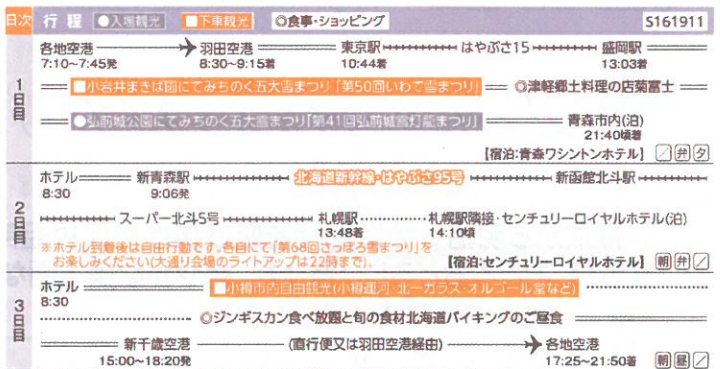 日次 行程 ●入場観光 ■下車観光 ◎食事・ショッピング S161911
各地空港 羽田空港 東京駅 はやぶさ15 盛岡駅
7:10~7:45発 8:30~9:15着 10:44着 13:03着
1日目
■小岩井まきば園にてみちのく五大雪まつり「第50回いわて雪まつり」 ◎津軽郷土料理の店菊富士
●弘前城公園にてみちのく五大雪まつり「第41回弘前城雪灯籠まつり」 青森市内(泊)
21:40頃着
【宿泊:青森ワシントンホテル】 / 弁 夕
ホテル 新青森駅 北海道新幹線・はやぶさ95号 新函館北斗駅
8:30 9:06発
2日目
スーパー北斗5号 札幌駅 札幌駅隣接・センチュリーロイヤルホテル(泊)
13:48着 14:10頃
※ホテル到着後は自由行動です。各自にて「第68回さっぽろ雪まつり」を
お楽しみください(大通り会場のライトアップは22時まで)。 【宿泊:センチュリーロイヤルホテル】 朝 弁 /
ホテル ■小樽市内自由観光(小樽運河・北一ガラス・オルゴール堂など)
8:30
3日目
◎ジンギスカン食べ放題と旬の食材北海道バイキングのご昼食
新千歳空港 (直行便又は羽田空港経由) 各地空港
15:00~18:20発 17:25~21:50着 朝 昼 /